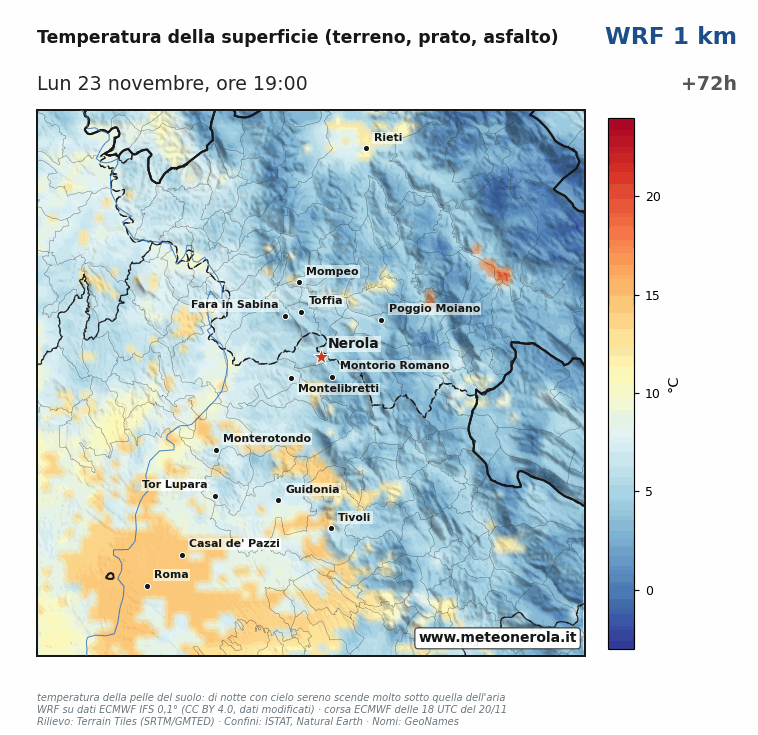 Temperatura della superficie (terreno, prato, asfalto)
WRF 1 km
Lun 23 novembre, ore 19:00
+72h
Rieti
Mompeo
Fara in Sabina
Toffia
Poggio Moiano
Nerola
Montorio Romano
Montelibretti
Monterotondo
Tor Lupara
Guidonia
Tivoli
Casal de' Pazzi
Roma
www.meteonerola.it
20
15
10
5
0
°C
temperatura della pelle del suolo: di notte con cielo sereno scende molto sotto quella dell'aria
WRF su dati ECMWF IFS 0,1° (CC BY 4.0, dati modificati) · corsa ECMWF delle 18 UTC del 20/11
Rilievo: Terrain Tiles (SRTM/GMTED) · Confini: ISTAT, Natural Earth · Nomi: GeoNames